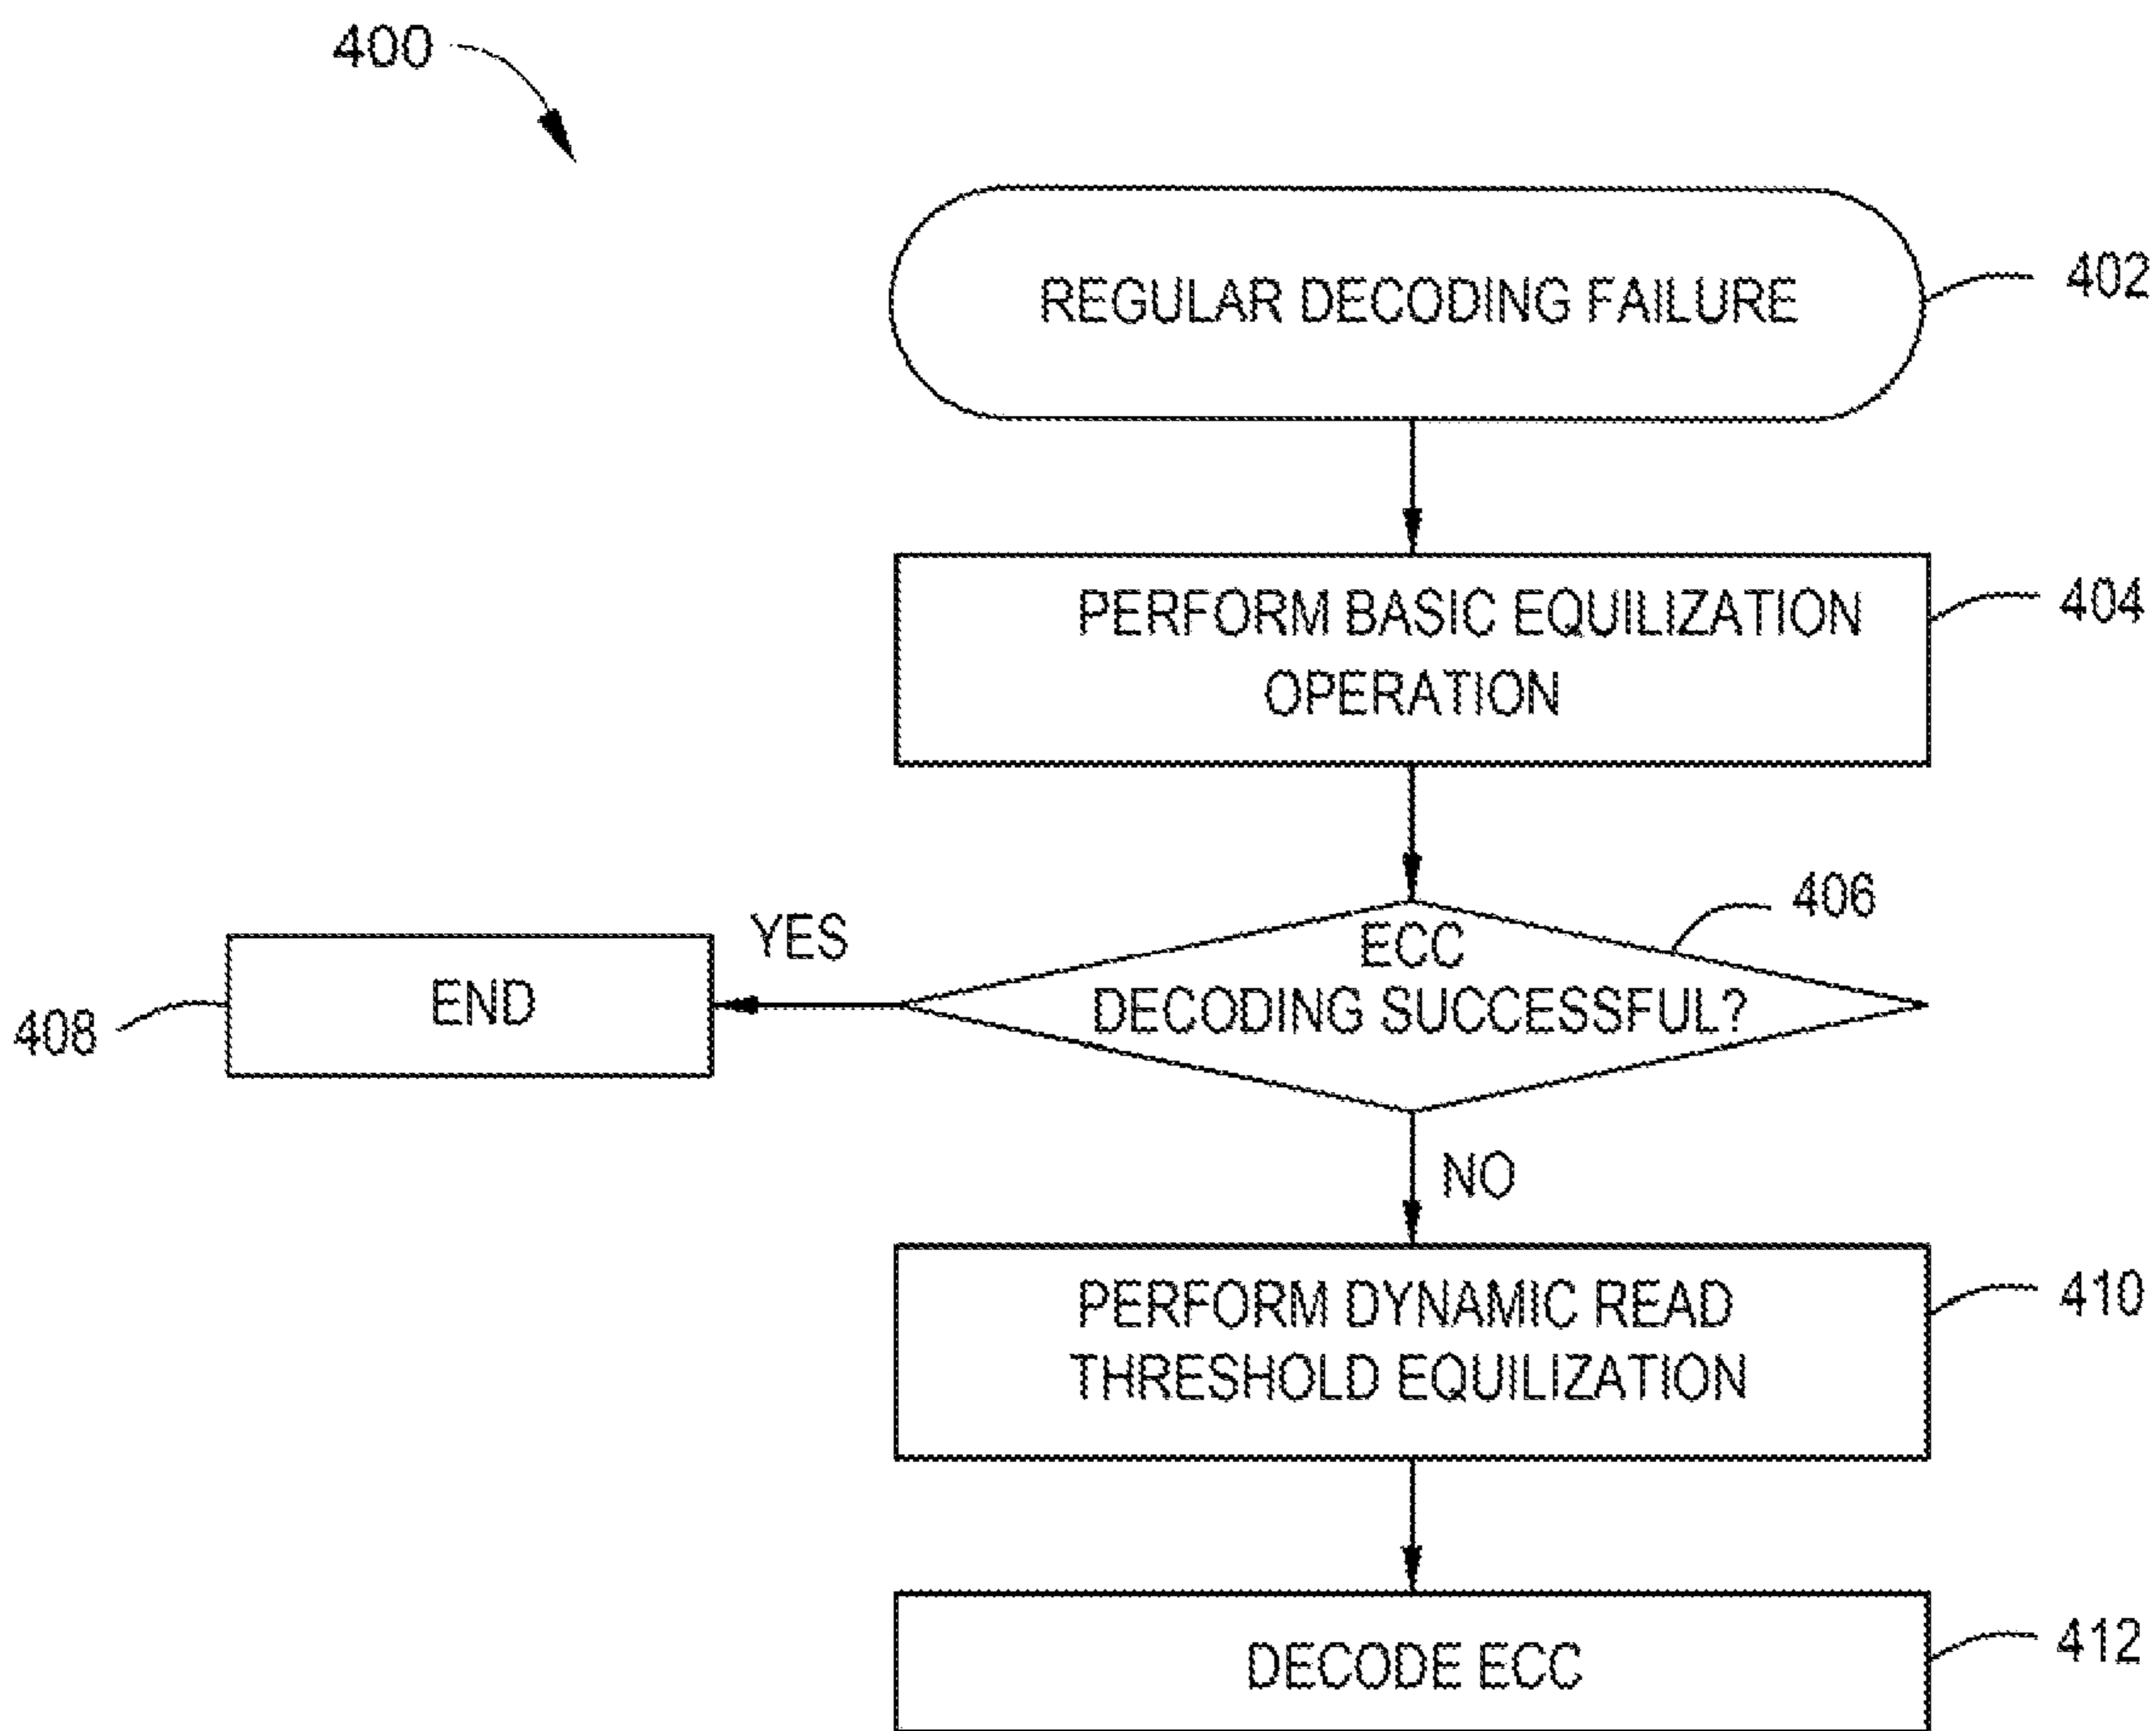 400
REGULAR DECODING FAILURE
402
PERFORM BASIC EQUILIZATION
OPERATION
404
ECC
DECODING SUCCESSFUL?
406
YES
END
408
NO
PERFORM DYNAMIC READ
THRESHOLD EQUILIZATION
410
DECODE ECC
412